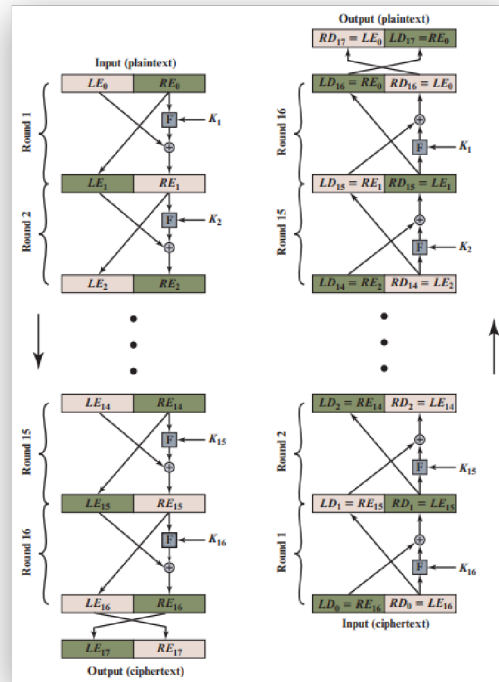 Input (plaintext)
LE0 RE0
Round 1
F K1
LE1 RE1
Round 2
F K2
LE2 RE2
LE14 RE14
Round 15
F K15
LE15 RE15
Round 16
F K16
LE16 RE16
LE17 RE17
Output (ciphertext)
Output (plaintext)
RD17 = LE0 LD17 = RE0
LD16 = RE0 RD16 = LE0
Round 16
F K1
LD15 = RE1 RD15 = LE1
Round 15
F K2
LD14 = RE2 RD14 = LE2
LD2 = RE14 RD2 = LE14
Round 2
F K15
LD1 = RE15 RD1 = LE15
Round 1
F K16
LD0 = RE16 RD0 = LE16
Input (ciphertext)